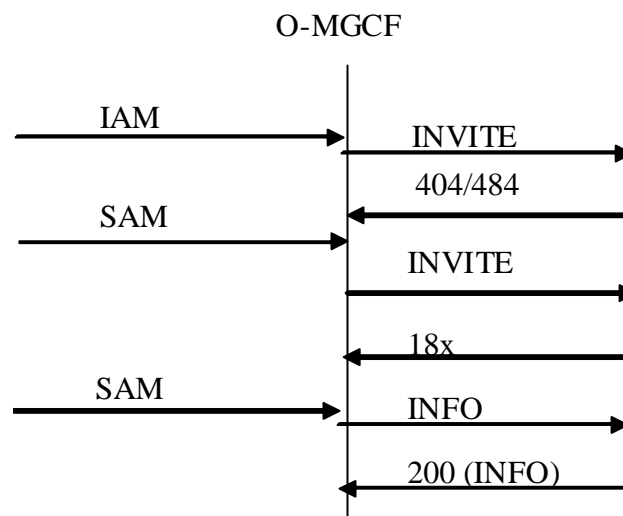 O-MGCF
IAM
INVITE
404/484
SAM
INVITE
18x
SAM
INFO
200 (INFO)